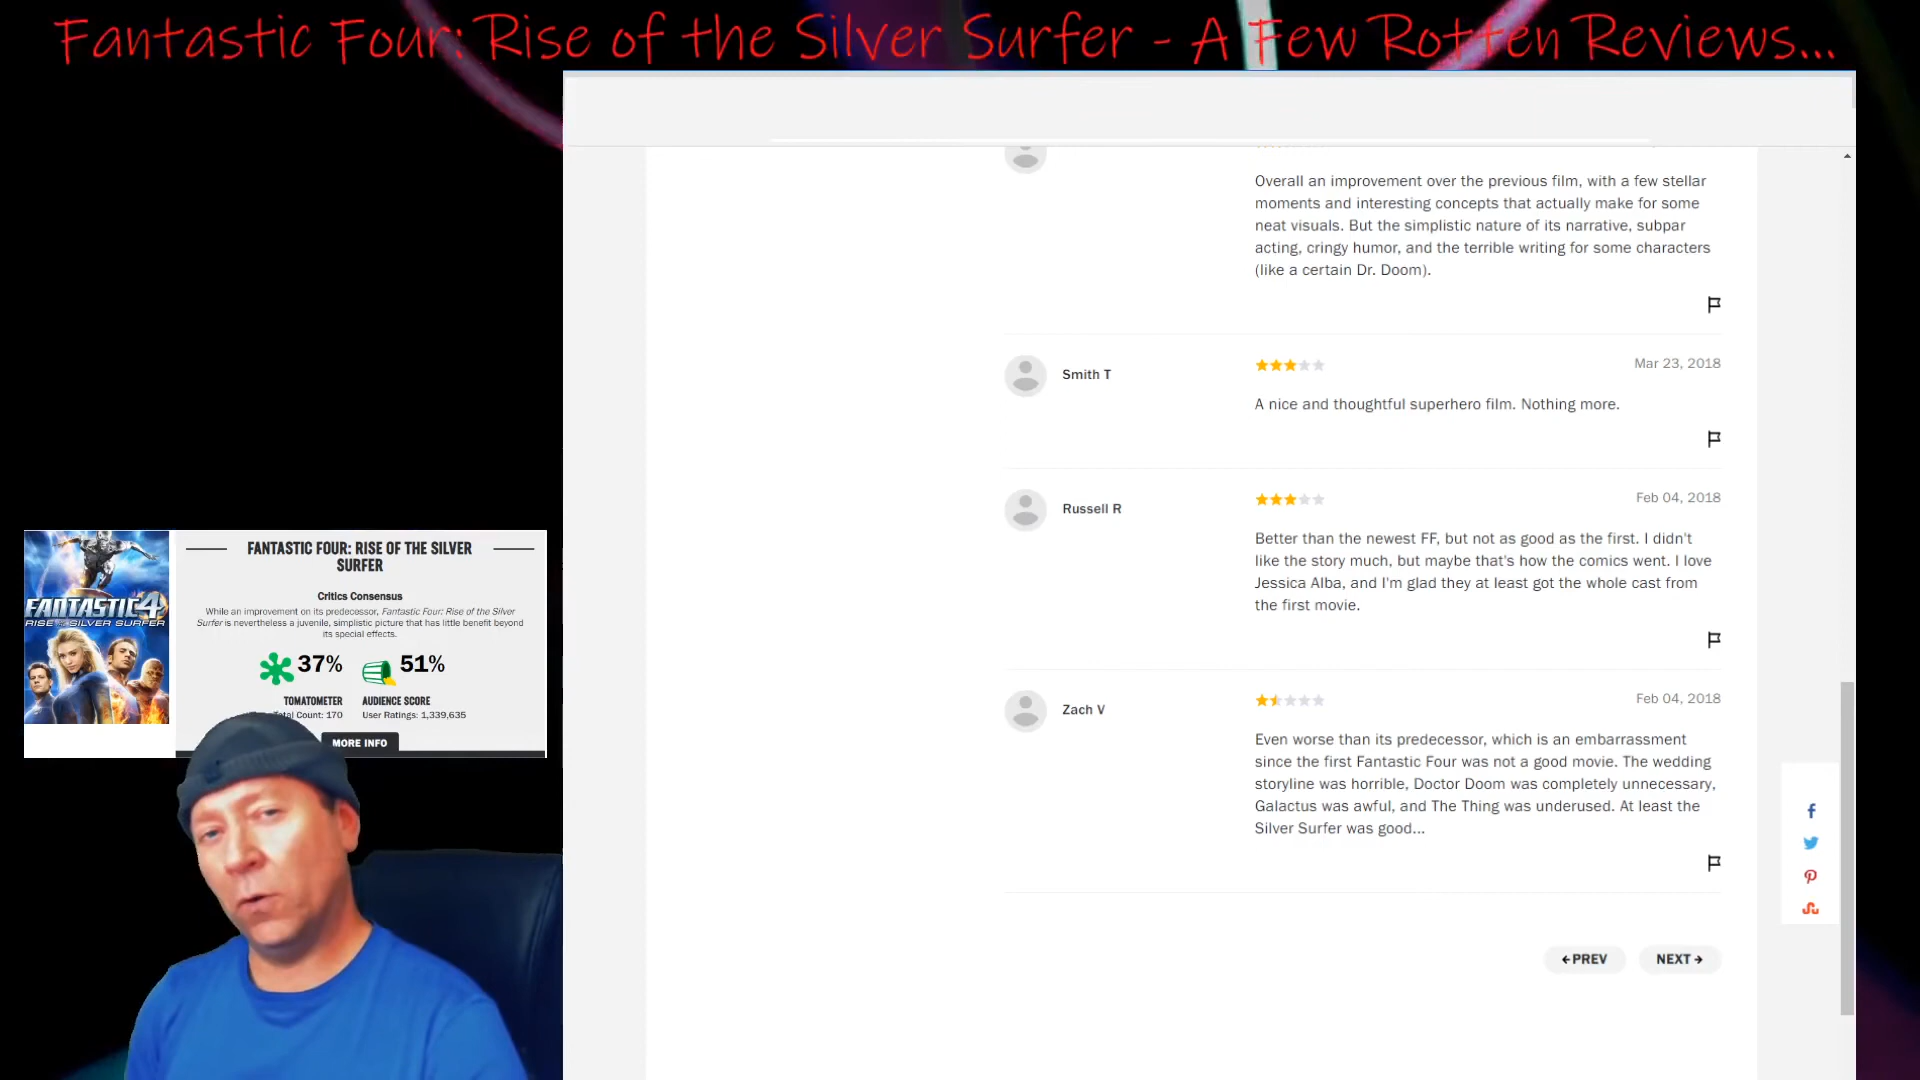 Fantastic Four: Rise of the Silver Surfer - A Few Rotten Reviews...
Overall an improvement over the previous film, with a few stellar
moments and interesting concepts that actually make for some
neat visuals. But the simplistic nature of its narrative, subpar
acting, cringy humor, and the terrible writing for some characters
(like a certain Dr. Doom).
Smith T
Mar 23, 2018
A nice and thoughtful superhero film. Nothing more.
Russell R
Feb 04, 2018
Better than the newest FF, but not as good as the first. I didn't
like the story much, but maybe that's how the comics went. I love
Jessica Alba, and I'm glad they at least got the whole cast from
the first movie.
Zach V
Feb 04, 2018
Even worse than its predecessor, which is an embarrassment
since the first Fantastic Four was not a good movie. The wedding
storyline was horrible, Doctor Doom was completely unnecessary,
Galactus was awful, and The Thing was underused. At least the
Silver Surfer was good...
PREV
NEXT
FANTASTIC 4
RISE OF THE SILVER SURFER
FANTASTIC FOUR: RISE OF THE SILVER
SURFER
Critics Consensus
While an improvement on its predecessor, Fantastic Four: Rise of the Silver
Surfer is nevertheless a juvenile, simplistic picture that has little benefit beyond
its special effects.
37%
51%
TOMATOMETER
AUDIENCE SCORE
Total Count: 170
User Ratings: 1,339,635
MORE INFO